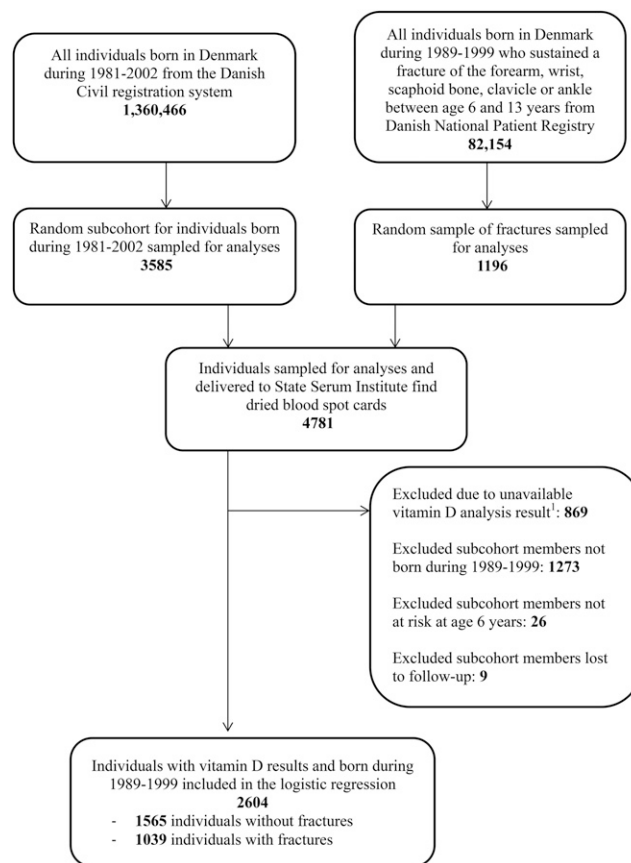 All individuals born in Denmark
during 1981-2002 from the Danish
Civil registration system
1,360,466
All individuals born in Denmark
during 1989-1999 who sustained a
fracture of the forearm, wrist,
scaphoid bone, clavicle or ankle
between age 6 and 13 years from
Danish National Patient Registry
82,154
Random subcohort for individuals born
during 1981-2002 sampled for analyses
3585
Random sample of fractures sampled
for analyses
1196
Individuals sampled for analyses and
delivered to State Serum Institute find
dried blood spot cards
4781
Excluded due to unavailable
vitamin D analysis result¹: 869
Excluded subcohort members not
born during 1989-1999: 1273
Excluded subcohort members not
at risk at age 6 years: 26
Excluded subcohort members lost
to follow-up: 9
Individuals with vitamin D results and born during
1989-1999 included in the logistic regression
2604
- 1565 individuals without fractures
- 1039 individuals with fractures